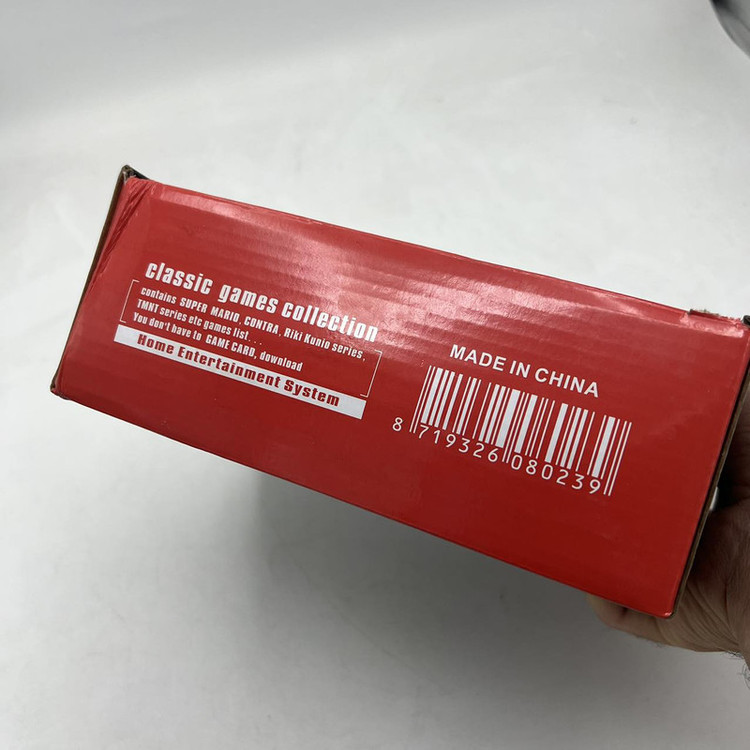 classic games collection
contains SUPER MARIO, CONTRA, Riki Kunio series,
TMNT series etc games list...
You don't have to GAME CARD, download
Home Entertainment System
MADE IN CHINA
8 719326 080239